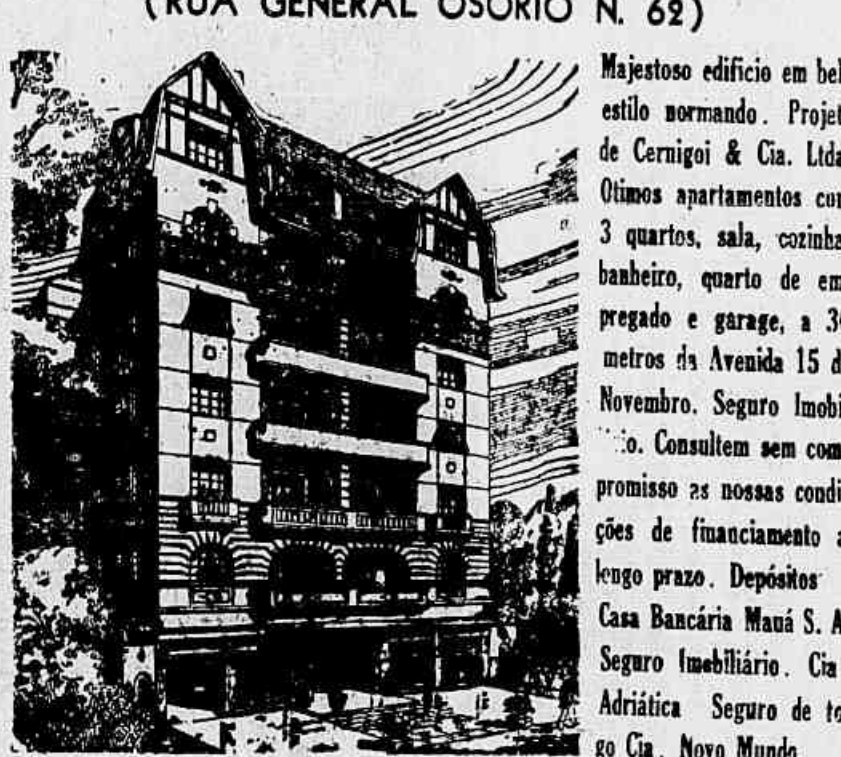 (RUA GENERAL OSORIO N. 62)
Majestoso edificio em bel
estilo normando. Projet
de Cernigoi & Cia. Ltda
Otimos apartamentos con
3 quartos, sala, cozinha
banheiro, quarto de em
pregado e garage, a 3
metros da Avenida 15 d
Novembro. Seguro Imobi
io. Consultem sem com
promisso as nossas condi
ções de financiamento a
longo prazo. Depósitos
Casa Bancária Mauá S. A
Seguro Imobiliário. Cia
Adriática Seguro de fo
go Cia. Novo Mundo